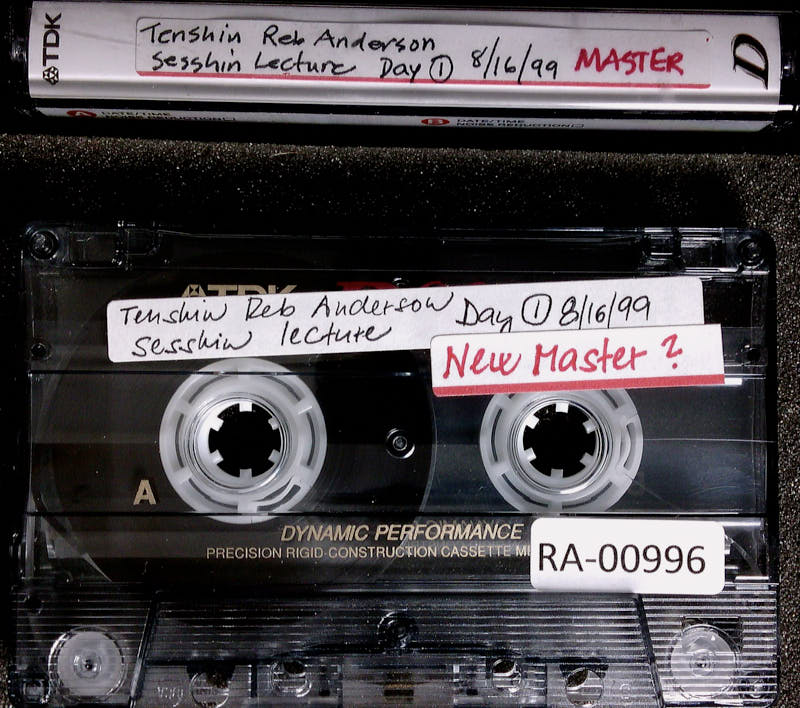 TDK
Tenshin Reb Anderson
Sesshin Lecture Day ① 8/16/99 MASTER
D
A DATE/TIME
B DATE/TIME
NOISE REDUCTION
TDK
Tenshin Reb Anderson Day ① 8/16/99
Sesshin lecture
New Master ?
A
DYNAMIC PERFORMANCE
PRECISION RIGID-CONSTRUCTION CASSETTE
RA-00996